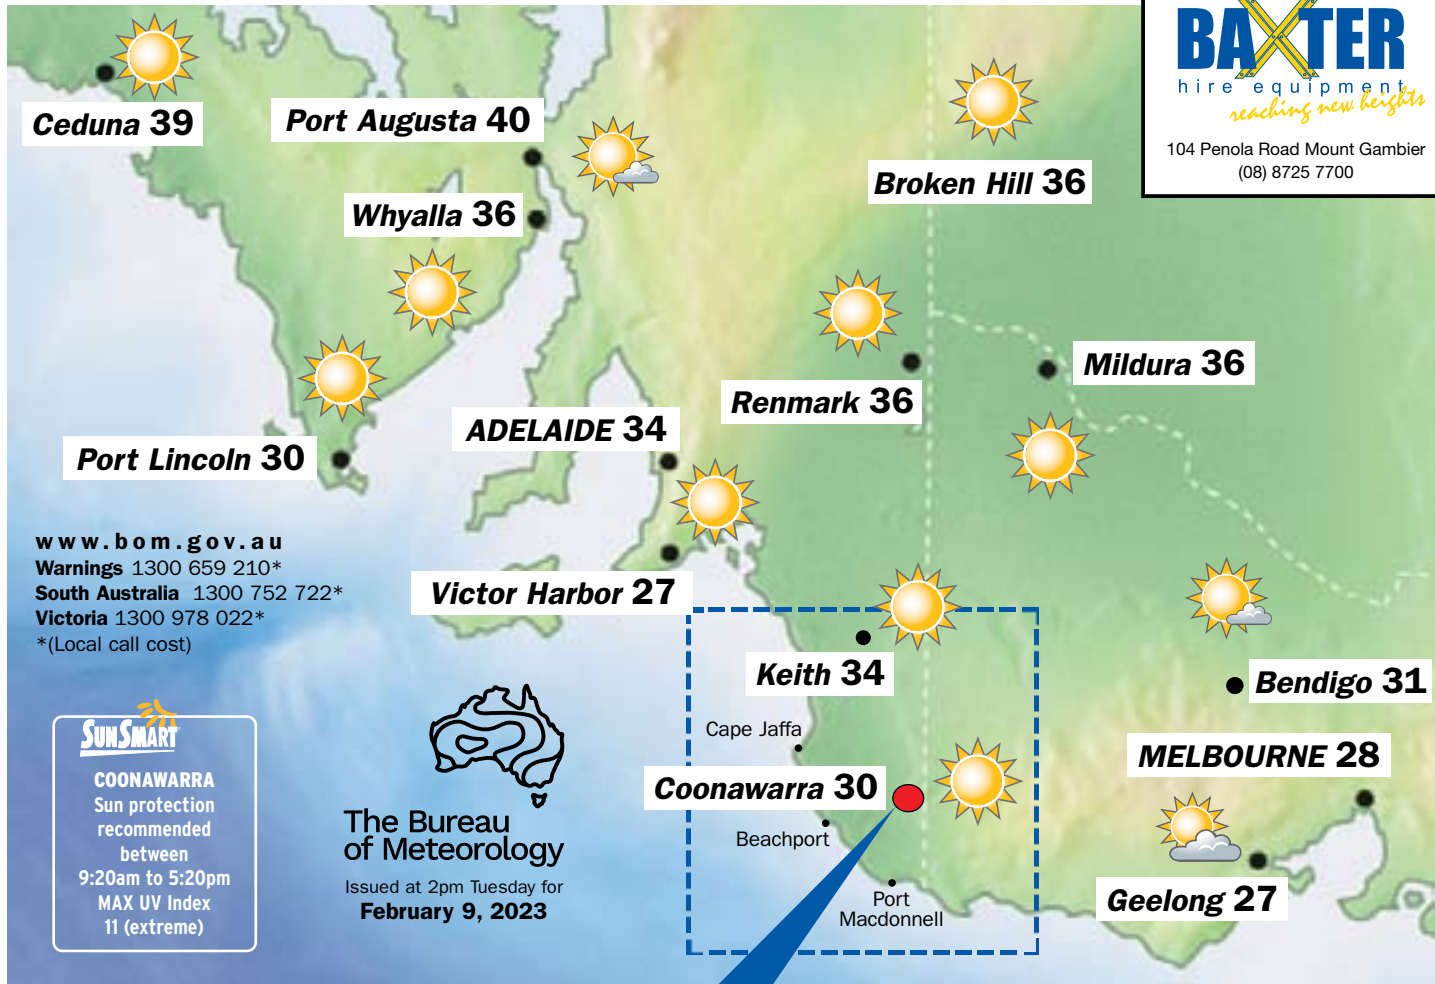 BAXTER
hire equipment
reaching new heights
104 Penola Road Mount Gambier
(08) 8725 7700
Ceduna 39
Port Augusta 40
Broken Hill 36
Whyalla 36
Mildura 36
Renmark 36
ADELAIDE 34
Port Lincoln 30
www.bom.gov.au
Warnings 1300 659 210*
South Australia 1300 752 722*
Victoria 1300 978 022*
*(Local call cost)
Victor Harbor 27
Keith 34
Bendigo 31
Cape Jaffa
MELBOURNE 28
Coonawarra 30
Beachport
Port
Macdonnell
Geelong 27
SUNSMART
COONAWARRA
Sun protection
recommended
between
9:20am to 5:20pm
MAX UV Index
11 (extreme)
The Bureau
of Meteorology
Issued at 2pm Tuesday for
February 9, 2023